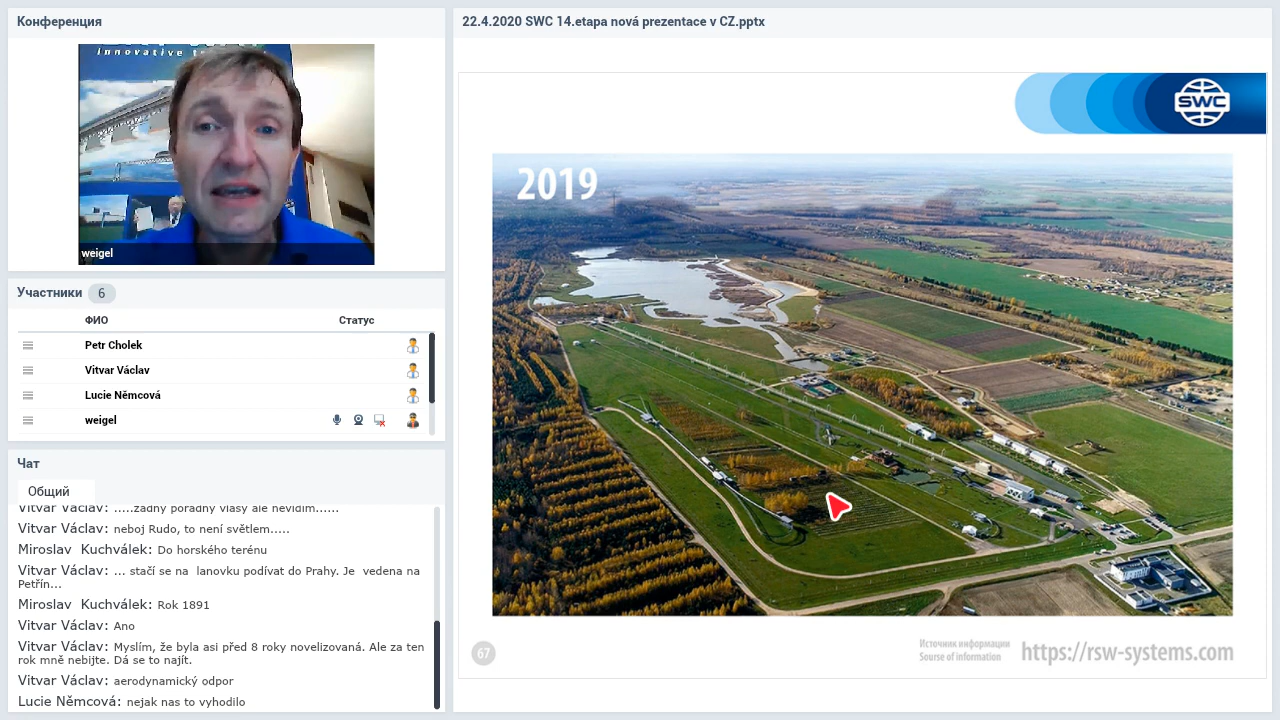 Конференция
Innovative tr
weigel
Участники 6
ФИО Статус
Petr Cholek
Vitvar Václav
Lucie Němcová
weigel
Чат
Общий
Vitvar Václav: .....žádný pořádný vlasy ale nevidím......
Vitvar Václav: neboj Rudo, to není světlem.....
Miroslav Kuchválek: Do horského terénu
Vitvar Václav: ... stačí se na lanovku podívat do Prahy. Je vedena na
Petřín...
Miroslav Kuchválek: Rok 1891
Vitvar Václav: Ano
Vitvar Václav: Myslím, že byla asi před 8 roky novelizovaná. Ale za ten
rok mně nebijte. Dá se to najít.
Vitvar Václav: aerodynamický odpor
Lucie Němcová: nejak nas to vyhodilo
22.4.2020 SWC 14.etapa nová prezentace v CZ.pptx
SWC
2019
67
Источник информации
Sourse of information
https://rsw-systems.com